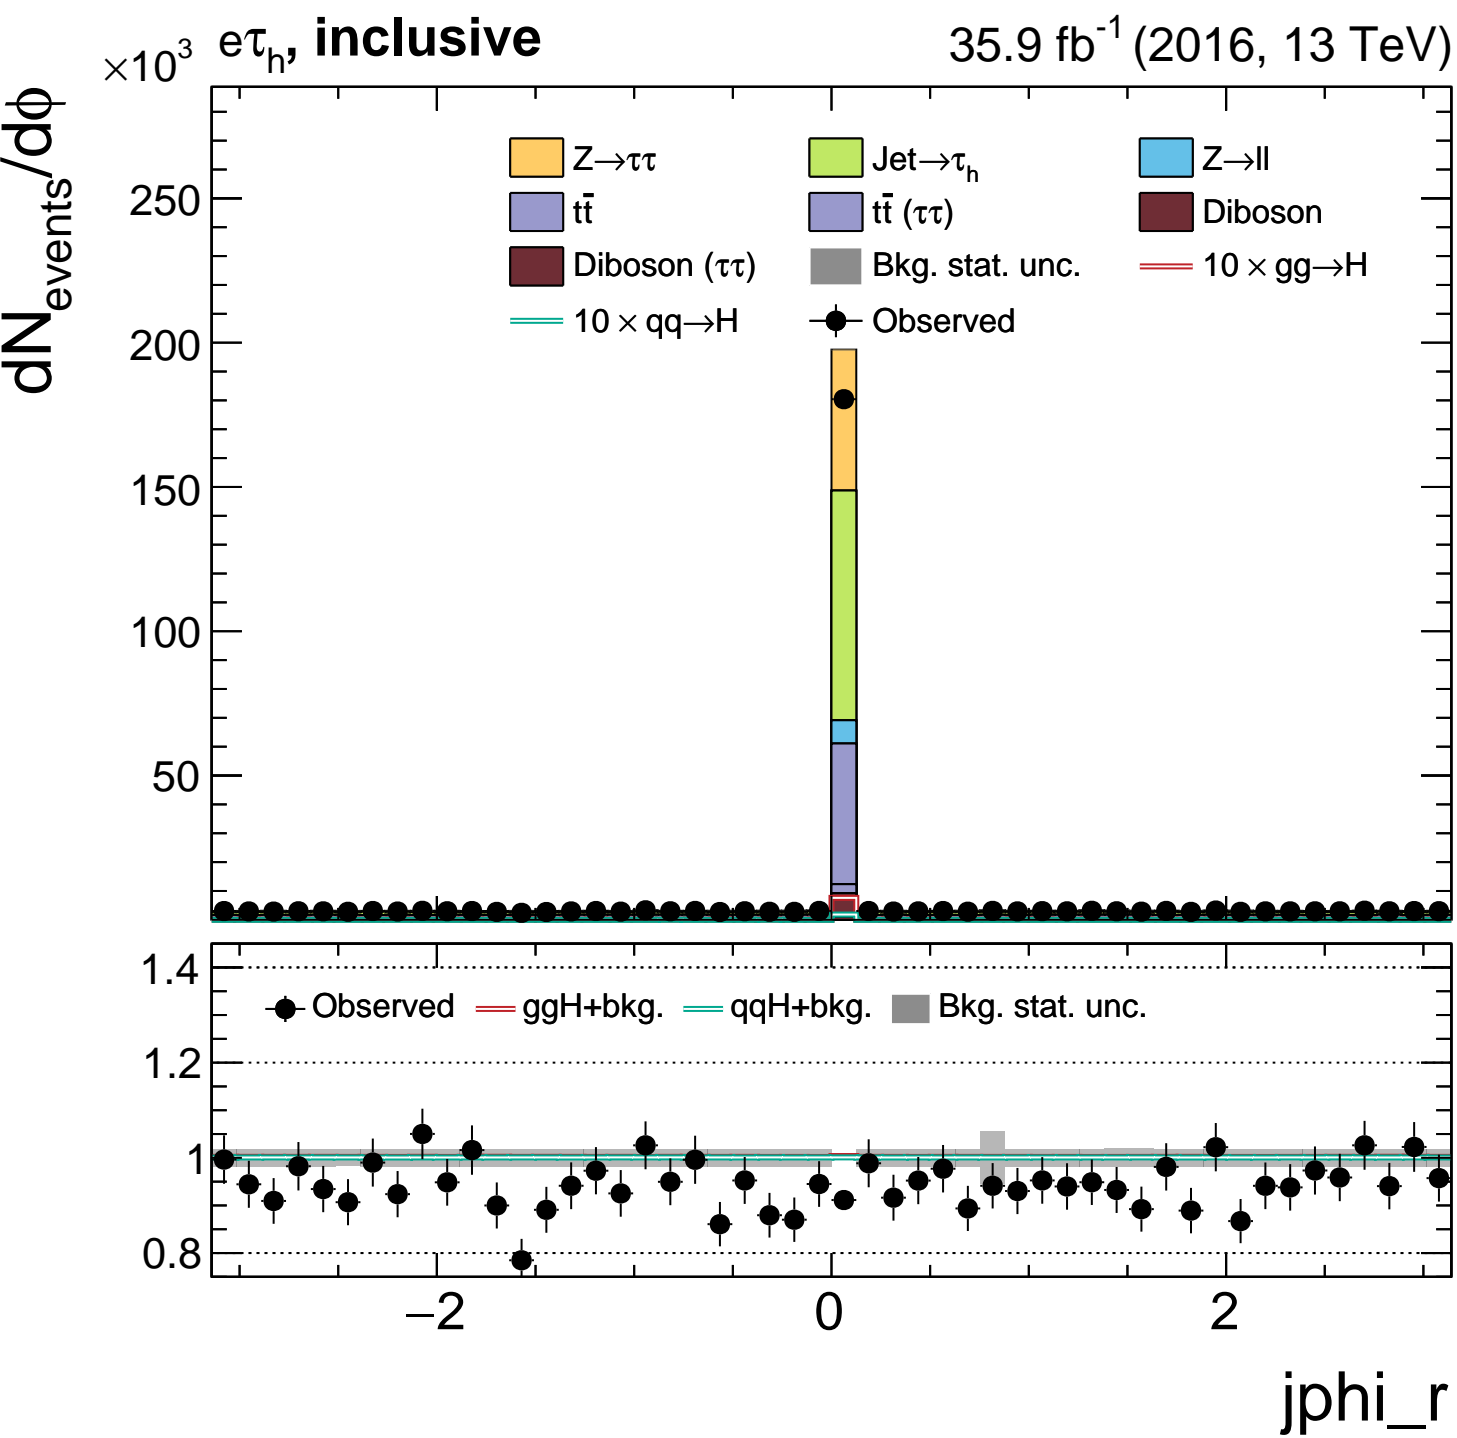 ×10³ eτₕ, inclusive 35.9 fb⁻¹ (2016, 13 TeV)
dN_events/dϕ
Z→ττ Jet→τₕ Z→ll
tt̄ tt̄ (ττ) Diboson
Diboson (ττ) Bkg. stat. unc. 10 × gg→H
10 × qq→H Observed
250
200
150
100
50
1.4
Observed ggH+bkg. qqH+bkg. Bkg. stat. unc.
1.2
1
0.8
−2 0 2
jphi_r